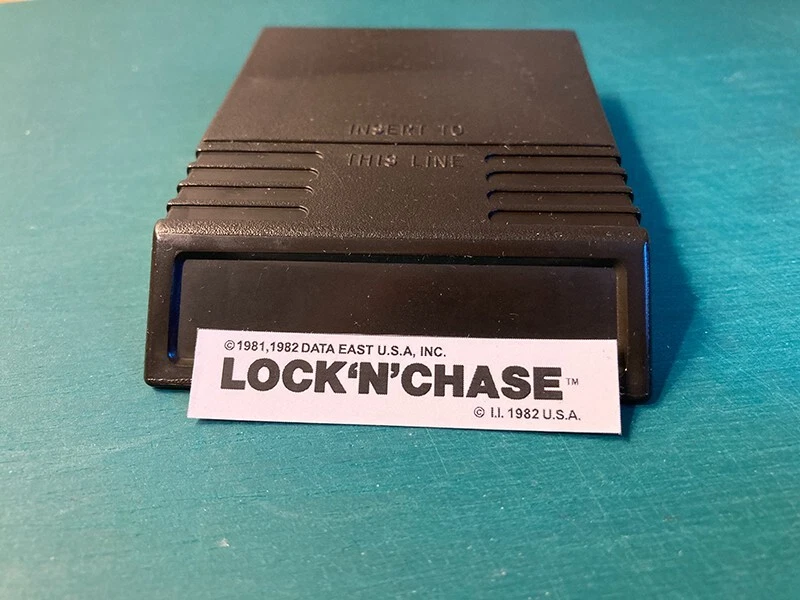 INSERT TO
THIS LINE
©1981,1982 DATA EAST U.S.A, INC.
LOCK‘N’CHASE™
© I.I. 1982 U.S.A.